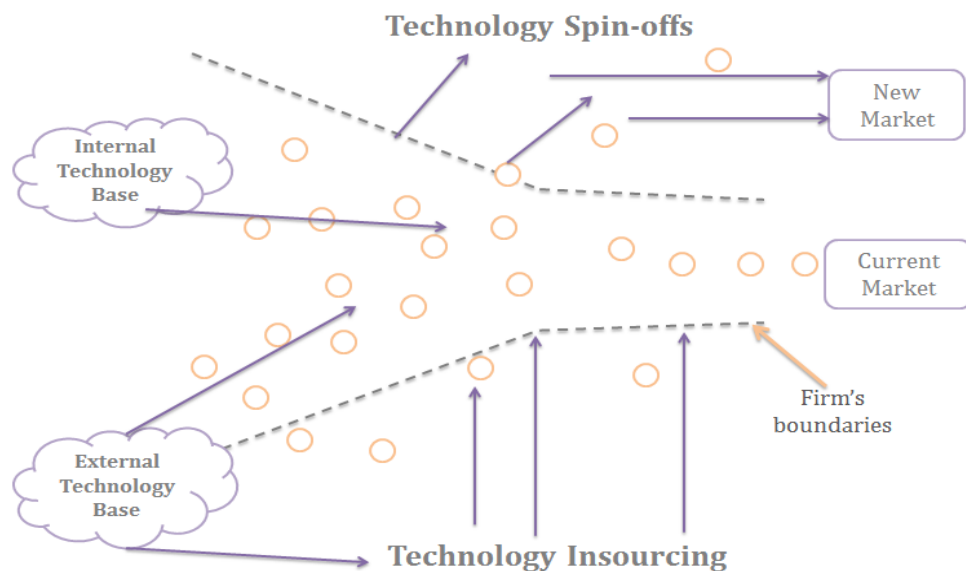 Technology Spin-offs
New
Market
Internal
Technology
Base
Current
Market
Firm's
boundaries
External
Technology
Base
Technology Insourcing